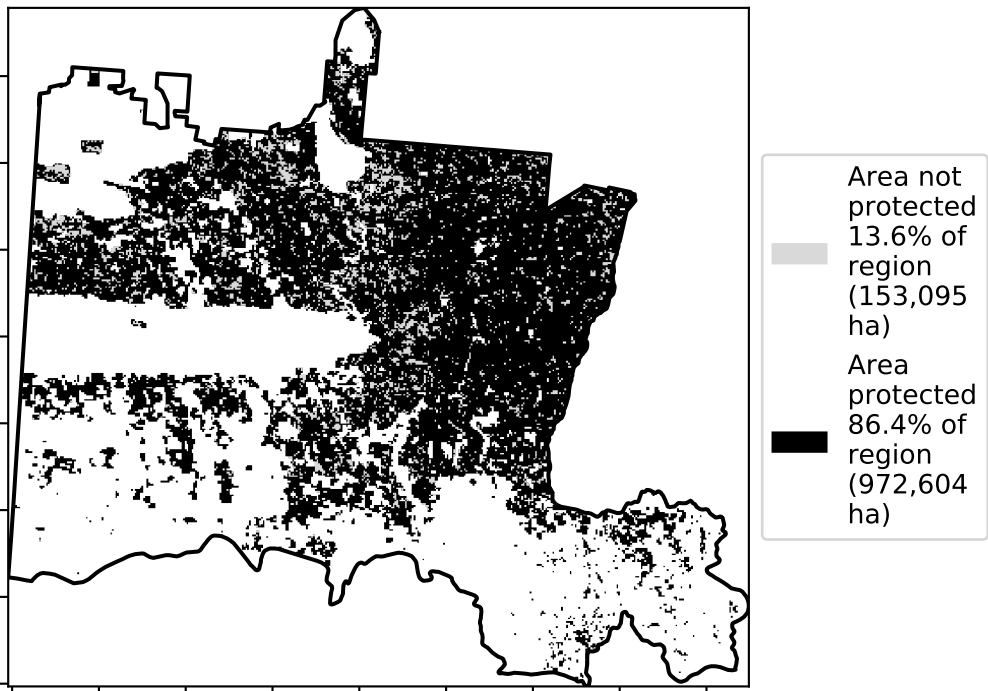 Area not
protected
13.6% of
region
(153,095
ha)
Area
protected
86.4% of
region
(972,604
ha)